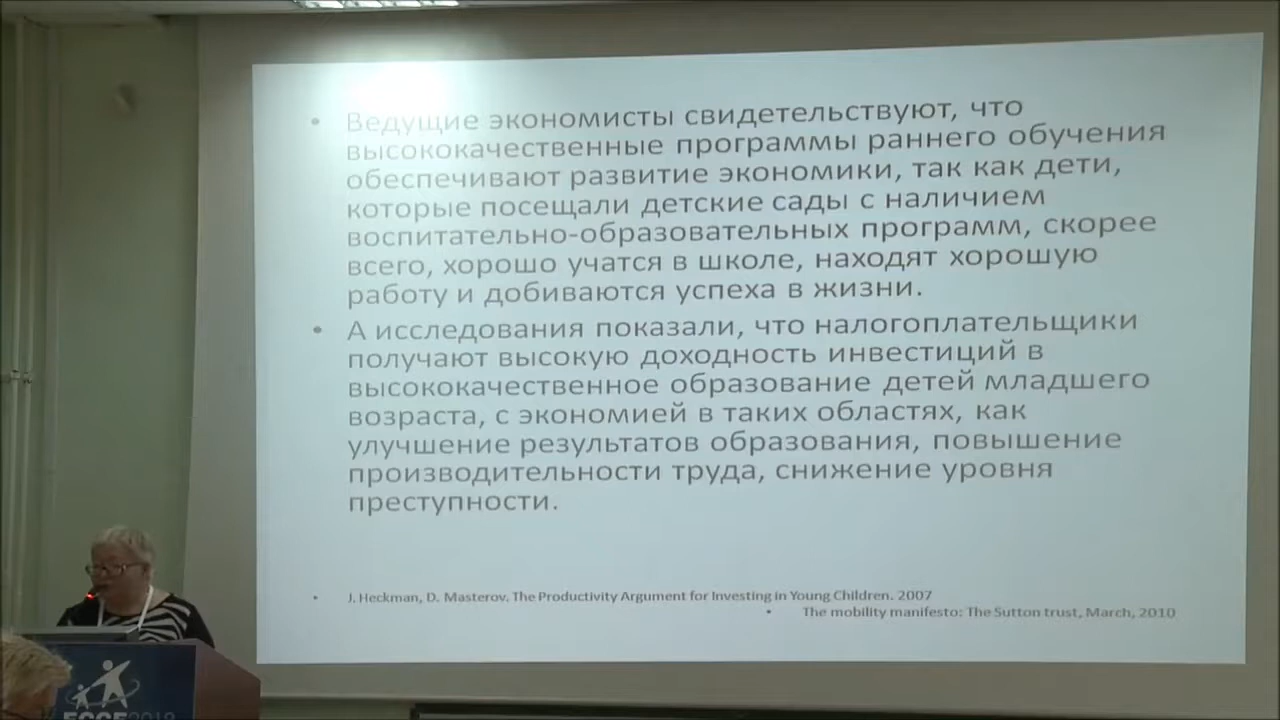 • Ведущие экономисты свидетельствуют, что
высококачественные программы раннего обучения
обеспечивают развитие экономики, так как дети,
которые посещали детские сады с наличием
воспитательно-образовательных программ, скорее
всего, хорошо учатся в школе, находят хорошую
работу и добиваются успеха в жизни.
• А исследования показали, что налогоплательщики
получают высокую доходность инвестиций в
высококачественное образование детей младшего
возраста, с экономией в таких областях, как
улучшение результатов образования, повышение
производительности труда, снижение уровня
преступности.
• J. Heckman, D. Masterov. The Productivity Argument for Investing in Young Children. 2007
• The mobility manifesto: The Sutton trust, March, 2010